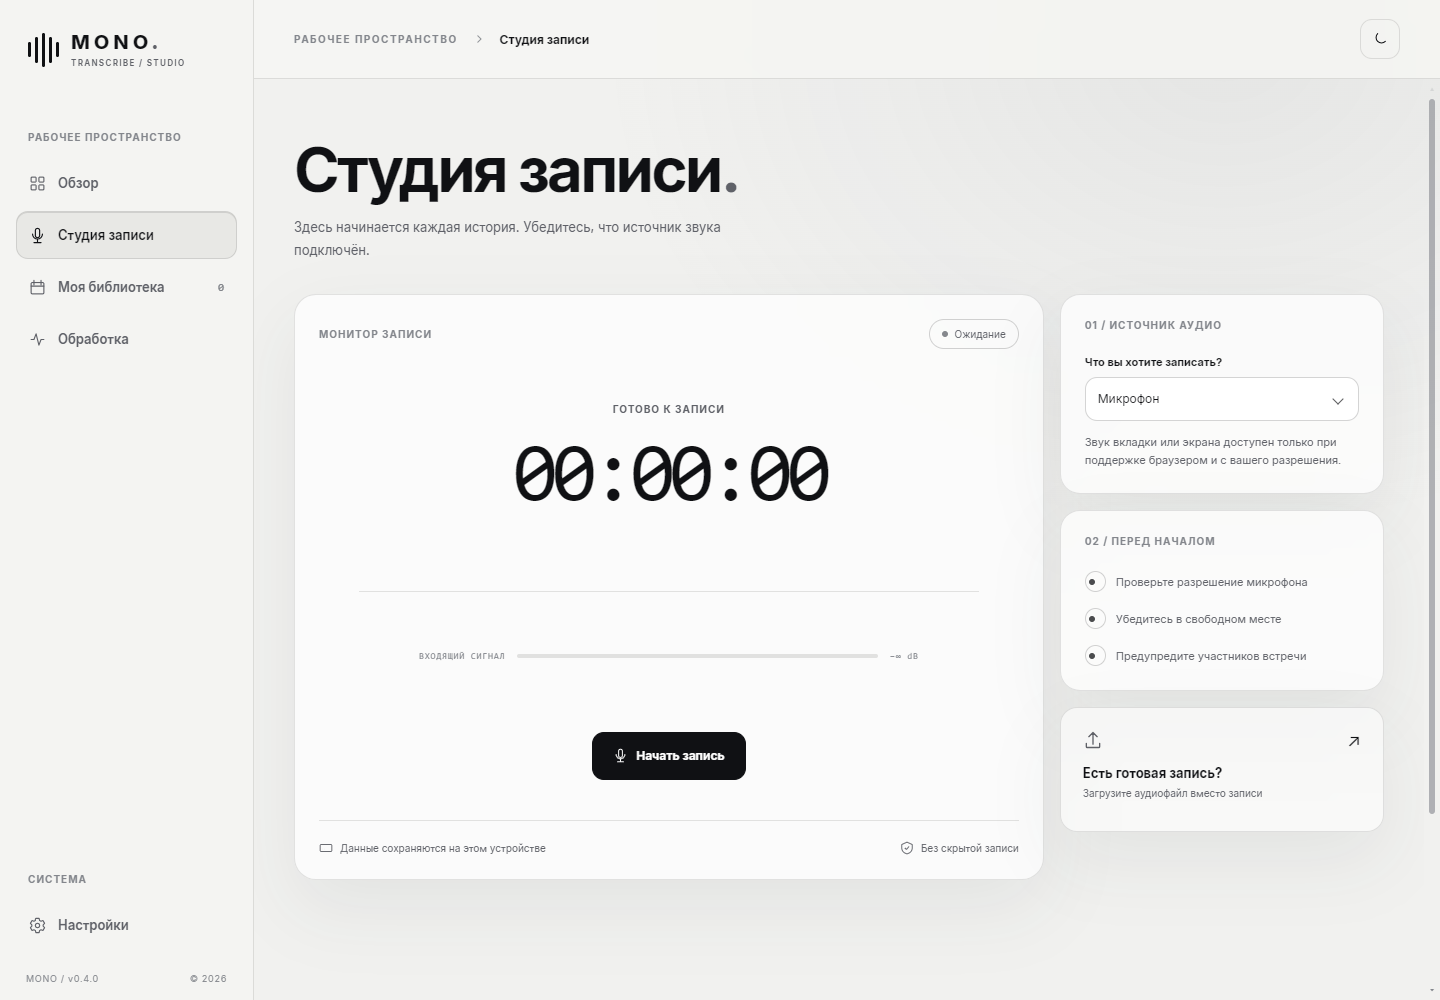 MONO.
TRANSCRIBE / STUDIO
РАБОЧЕЕ ПРОСТРАНСТВО
Обзор
Студия записи
Моя библиотека 0
Обработка
СИСТЕМА
Настройки
MONO / v0.4.0 © 2026
РАБОЧЕЕ ПРОСТРАНСТВО Студия записи
Студия записи.
Здесь начинается каждая история. Убедитесь, что источник звука
подключён.
МОНИТОР ЗАПИСИ
Ожидание
ГОТОВО К ЗАПИСИ
00:00:00
ВХОДЯЩИЙ СИГНАЛ −∞ dB
Начать запись
Данные сохраняются на этом устройстве
Без скрытой записи
01 / ИСТОЧНИК АУДИО
Что вы хотите записать?
Микрофон
Звук вкладки или экрана доступен только при
поддержке браузером и с вашего разрешения.
02 / ПЕРЕД НАЧАЛОМ
Проверьте разрешение микрофона
Убедитесь в свободном месте
Предупредите участников встречи
Есть готовая запись?
Загрузите аудиофайл вместо записи